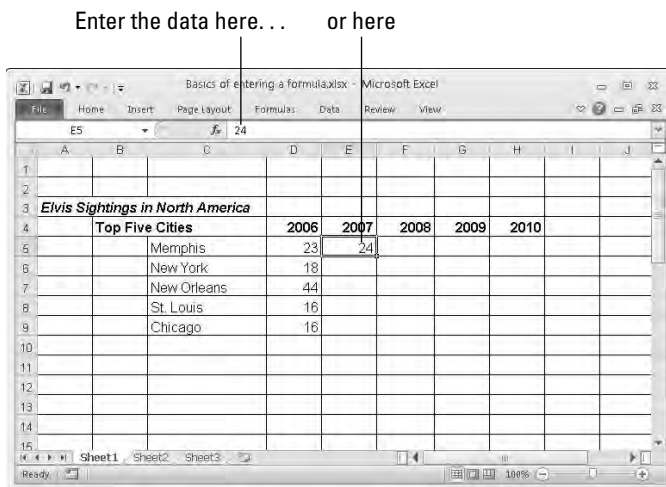 Enter the data here. . . or here
Basics of entering a formula.xlsx - Microsoft Excel
File Home Insert Page Layout Formulas Data Review View
E5 fx 24
A B C D E F G H I J
1
2
3 Elvis Sightings in North America
4 Top Five Cities 2006 2007 2008 2009 2010
5 Memphis 23 24
6 New York 18
7 New Orleans 44
8 St. Louis 16
9 Chicago 16
10
11
12
13
14
15
Sheet1 Sheet2 Sheet3
Ready 100%